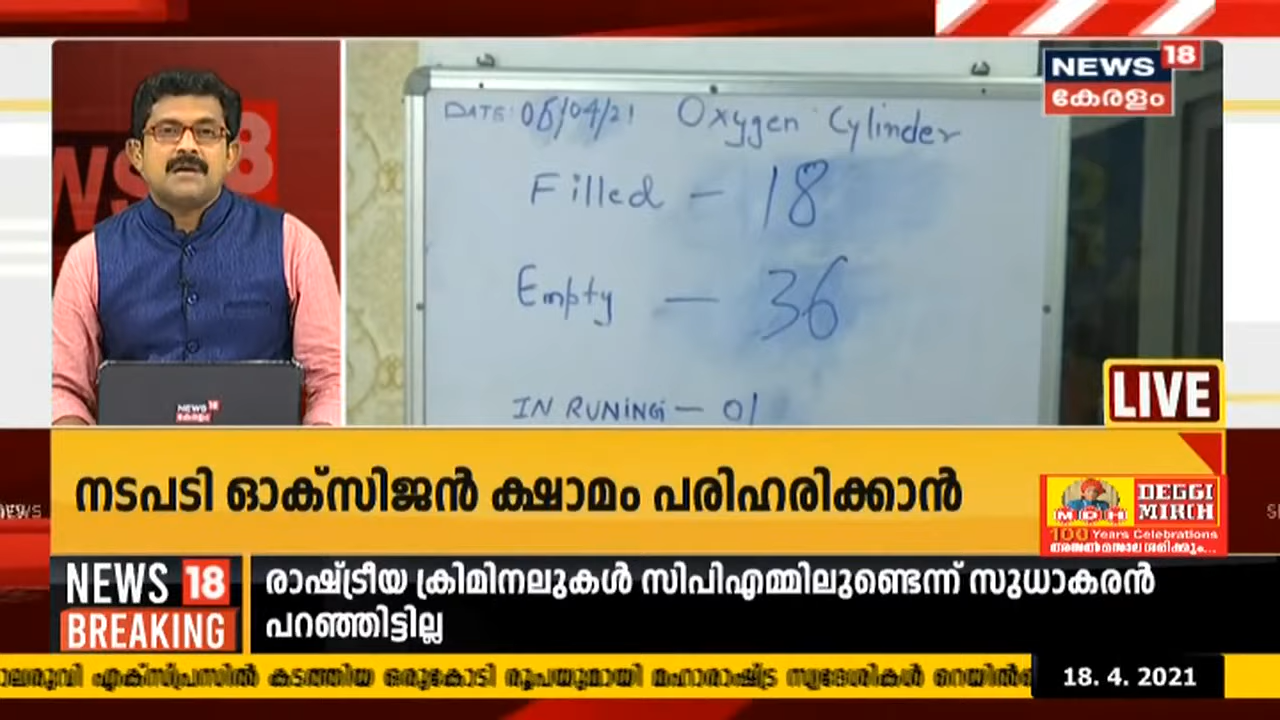 NEWS 18
കേരളം
DATE: 06/04/21 Oxygen Cylinder
Filled - 18
Empty - 36
IN RUNING - 01
LIVE
നടപടി ഓക്സിജൻ ക്ഷാമം പരിഹരിക്കാൻ
MDH DEGGI MIRCH
100 Years Celebrations
NEWS 18
BREAKING
രാഷ്ട്രീയ ക്രിമിനലുകൾ സിപിഎമ്മിലുണ്ടെന്ന് സുധാകരൻ
പറഞ്ഞിട്ടില്ല
എക്സ്പ്രസിൽ കടത്തിയ ഒരുകോടി രൂപയുമായി മഹാരാഷ്ട്ര സ്വദേശികൾ
18. 4. 2021